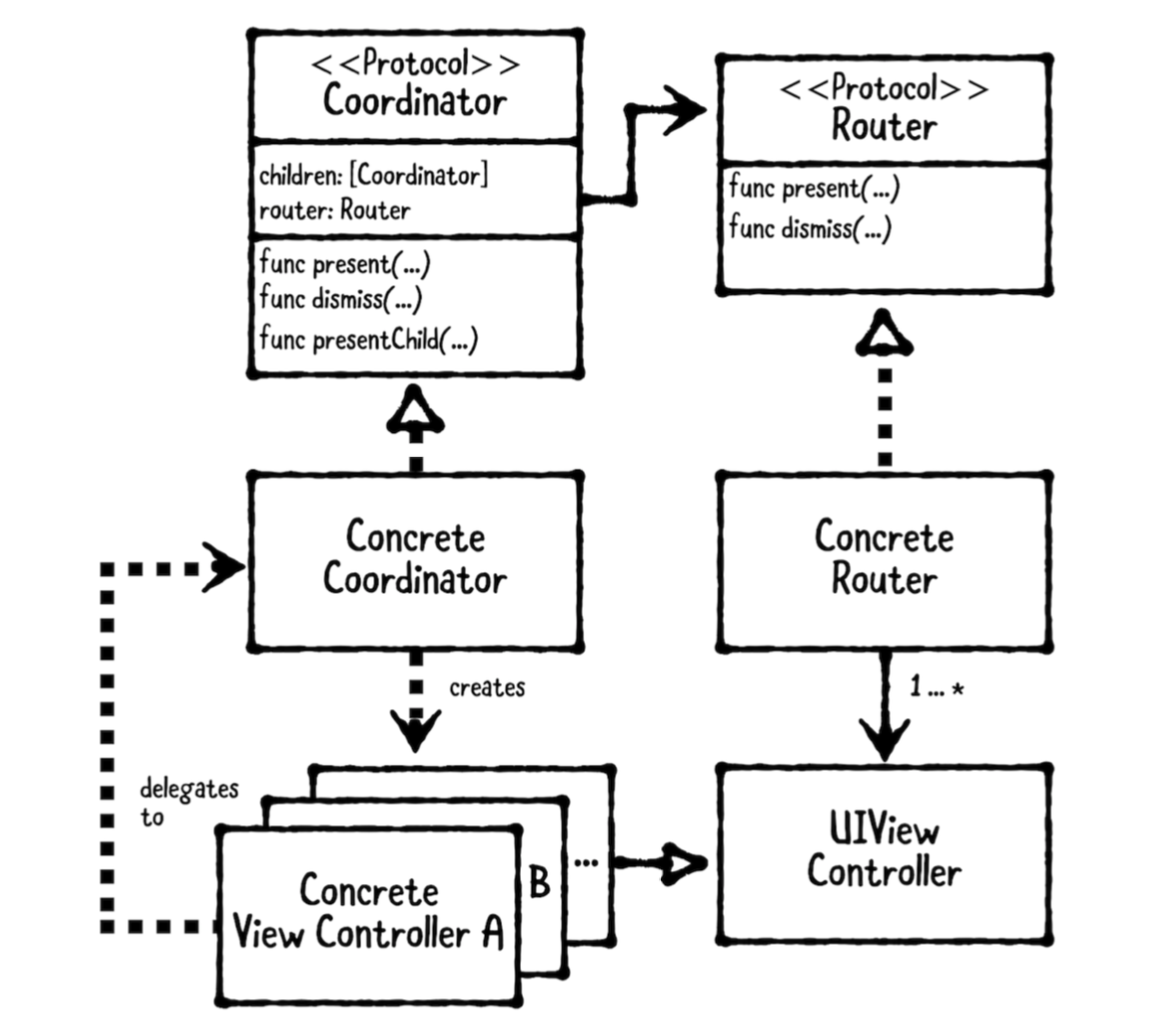 <<Protocol>>
Coordinator
children: [Coordinator]
router: Router
func present(...)
func dismiss(...)
func presentChild(...)
<<Protocol>>
Router
func present(...)
func dismiss(...)
Concrete
Coordinator
Concrete
Router
creates
1 ... *
delegates
to
Concrete
View Controller A
B
...
UIView
Controller